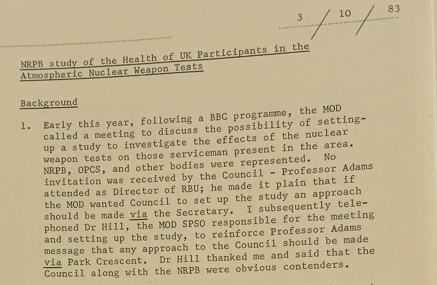 3 / 10 / 83
NRPB study of the Health of UK Participants in the
Atmospheric Nuclear Weapon Tests
Background
1. Early this year, following a BBC programme, the MOD
called a meeting to discuss the possibility of setting-
up a study to investigate the effects of the nuclear
weapon tests on those serviceman present in the area.
NRPB, OPCS, and other bodies were represented. No
invitation was received by the Council - Professor Adams
attended as Director of RBU; he made it plain that if
the MOD wanted Council to set up the study an approach
should be made via the Secretary. I subsequently tele-
phoned Dr Hill, the MOD SPSO responsible for the meeting
and setting up the study, to reinforce Professor Adams
message that any approach to the Council should be made
via Park Crescent. Dr Hill thanked me and said that the
Council along with the NRPB were obvious contenders.